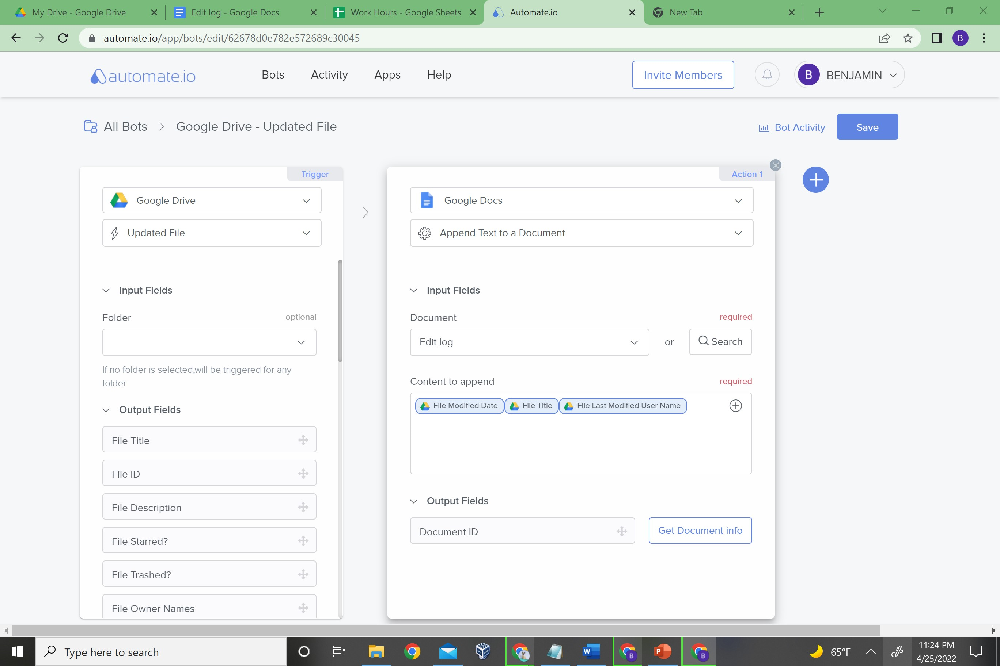 My Drive - Google Drive
Edit log - Google Docs
Work Hours - Google Sheets
Automate.io
New Tab
automate.io/app/bots/edit/62678d0e782e572689c30045
B
automate.io
Bots
Activity
Apps
Help
Invite Members
B
BENJAMIN
All Bots
Google Drive - Updated File
Bot Activity
Save
Trigger
Google Drive
Updated File
Input Fields
Folder
optional
If no folder is selected,will be triggered for any
folder
Output Fields
File Title
File ID
File Description
File Starred?
File Trashed?
File Owner Names
Action 1
Google Docs
Append Text to a Document
Input Fields
Document
required
Edit log
or
Search
Content to append
required
File Modified Date
File Title
File Last Modified User Name
Output Fields
Document ID
Get Document info
Type here to search
W
B
P
B
65°F
11:24 PM
4/25/2022